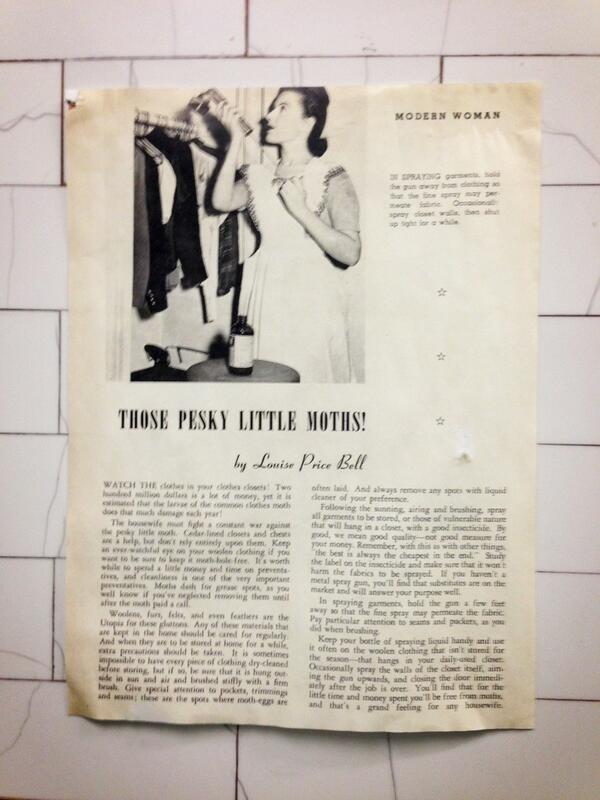 MODERN WOMAN
IN SPRAYING garments, hold
the gun away from clothing so
that the fine spray may per-
meate fabric. Occasionally
spray closet walls, then shut
up tight for a while.
THOSE PESKY LITTLE MOTHS!
by Louise Price Bell
WATCH THE clothes in your clothes closets! Two
hundred million dollars is a lot of money, yet it is
estimated that the larvae of the common clothes moth
does that much damage each year!
The housewife must fight a constant war against
the pesky little moth. Cedar-lined closets and chests
are a help, but don't rely entirely upon them. Keep
an ever-watchful eye on your woolen clothing if you
want to be sure to keep it moth-hole-free. It's worth
while to spend a little money and time on preventa-
tives, and cleanliness is one of the very important
preventatives. Moths dash for grease spots, as you
well know if you've neglected removing them until
after the moth paid a call.
Woolens, furs, felts, and even feathers are the
Utopia for these gluttons. Any of these materials that
are kept in the home should be cared for regularly.
And when they are to be stored at home for a while,
extra precautions should be taken. It is sometimes
impossible to have every piece of clothing dry-cleaned
before storing, but if so, be sure that it is hung out-
side in sun and air and brushed stiffly with a firm
brush. Give special attention to pockets, trimmings
and seams; these are the spots where moth-eggs are
often laid. And always remove any spots with liquid
cleaner of your preference.
Following the sunning, airing and brushing, spray
all garments to be stored, or those of vulnerable nature
that will hang in a closet, with a good insecticide. By
good, we mean good quality—not good measure for
your money. Remember, with this as with other things,
"the best is always the cheapest in the end." Study
the label on the insecticide and make sure that it won't
harm the fabrics to be sprayed. If you haven't a
metal spray gun, you'll find that substitutes are on the
market and will answer your purpose well.
In spraying garments, hold the gun a few feet
away so that the fine spray may permeate the fabric.
Pay particular attention to seams and pockets, as you
did when brushing.
Keep your bottle of spraying liquid handy and use
it often on the woolen clothing that isn't stored for
the season—that hangs in your daily-used closet.
Occasionally spray the walls of the closet itself, aim-
ing the gun upwards, and closing the door immedi-
ately after the job is over. You'll find that for the
little time and money spent you'll be free from moths,
and that's a grand feeling for any housewife.